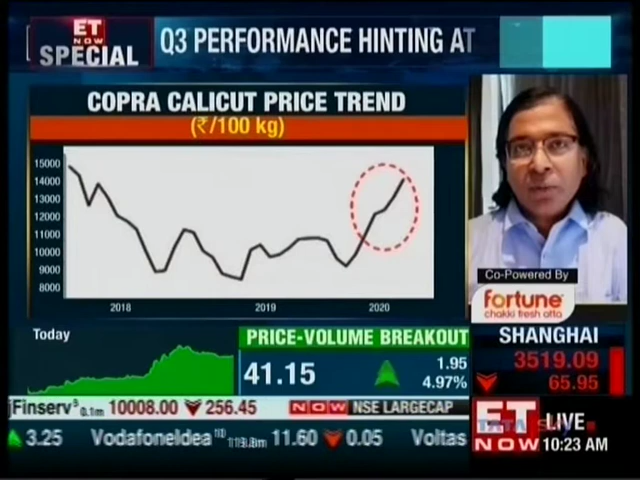 ET
NOW
SPECIAL
Q3 PERFORMANCE HINTING AT
COPRA CALICUT PRICE TREND
(₹/100 kg)
15000
14000
13000
12000
11000
10000
9000
8000
2018
2019
2020
Co-Powered By
fortune
chakki fresh atta
Today
PRICE-VOLUME BREAKOUT
41.15
1.95
4.97%
SHANGHAI
3519.09
65.95
jFinserv 0.1m 10008.00 256.45 NOW NSE LARGECAP
3.25 VodafoneIdea 11.60 0.05 Voltas
ET
NOW
LIVE
10:23 AM